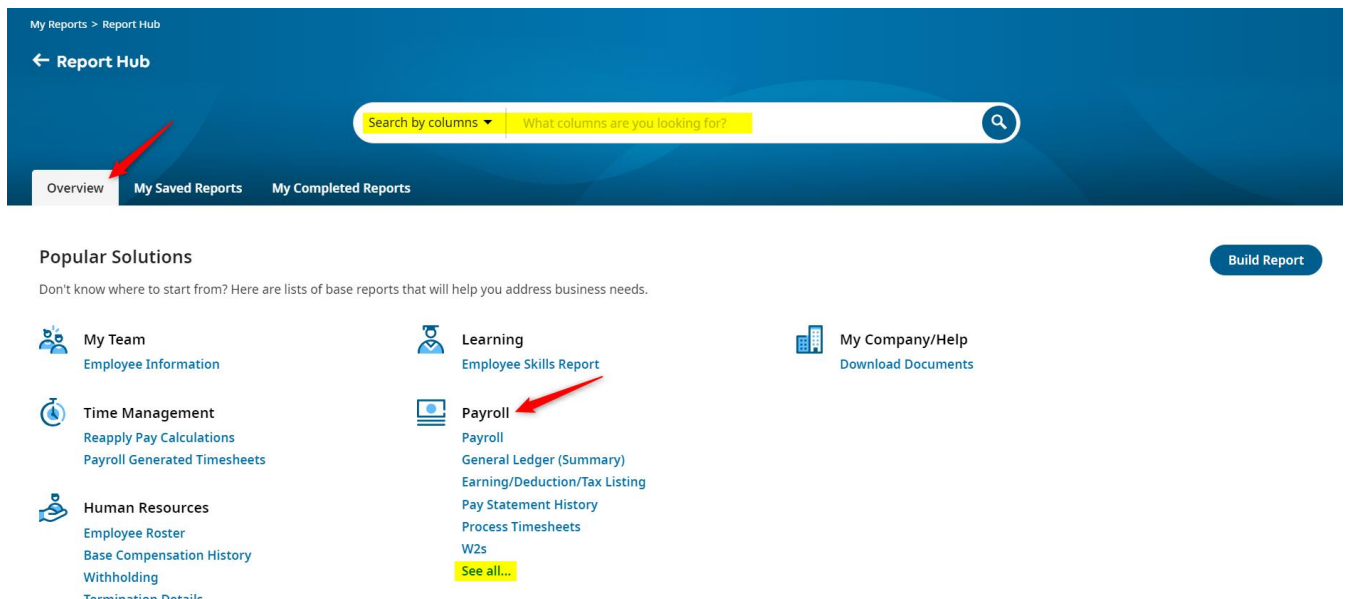 My Reports > Report Hub
← Report Hub
Search by columns What columns are you looking for?
Overview My Saved Reports My Completed Reports
Popular Solutions
Build Report
Don't know where to start from? Here are lists of base reports that will help you address business needs.
My Team
Employee Information
Learning
Employee Skills Report
My Company/Help
Download Documents
Time Management
Reapply Pay Calculations
Payroll Generated Timesheets
Payroll
Payroll
General Ledger (Summary)
Earning/Deduction/Tax Listing
Pay Statement History
Process Timesheets
W2s
See all...
Human Resources
Employee Roster
Base Compensation History
Withholding
Termination Details